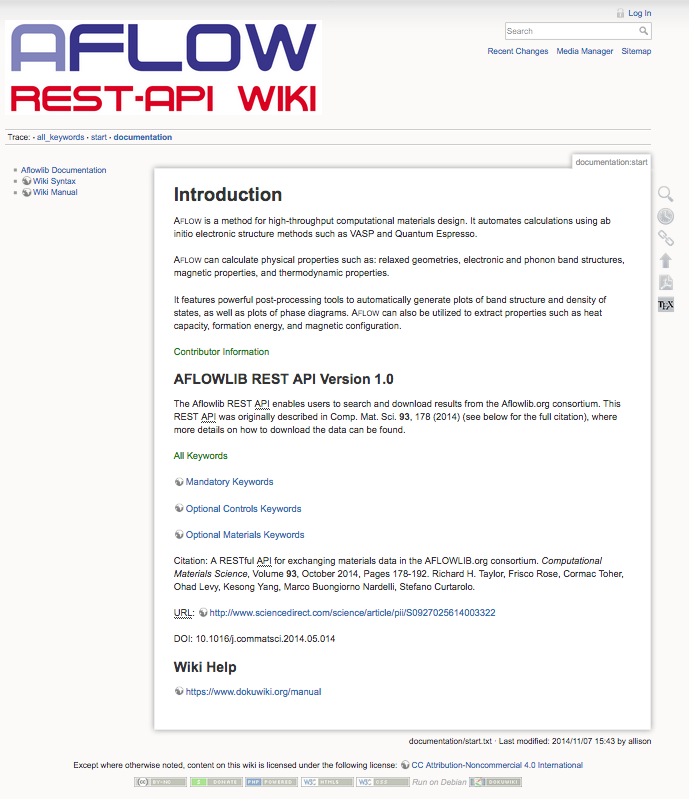 Log In
AFLOW
REST-API WIKI
Search
Recent Changes Media Manager Sitemap
Trace: • all_keywords • start • documentation
documentation:start
Aflowlib Documentation
Wiki Syntax
Wiki Manual
Introduction
AFLOW is a method for high-throughput computational materials design. It automates calculations using ab
initio electronic structure methods such as VASP and Quantum Espresso.
AFLOW can calculate physical properties such as: relaxed geometries, electronic and phonon band structures,
magnetic properties, and thermodynamic properties.
It features powerful post-processing tools to automatically generate plots of band structure and density of
states, as well as plots of phase diagrams. AFLOW can also be utilized to extract properties such as heat
capacity, formation energy, and magnetic configuration.
TEX
Contributor Information
AFLOWLIB REST API Version 1.0
The Aflowlib REST API enables users to search and download results from the Aflowlib.org consortium. This
REST API was originally described in Comp. Mat. Sci. 93, 178 (2014) (see below for the full citation), where
more details on how to download the data can be found.
All Keywords
Mandatory Keywords
Optional Controls Keywords
Optional Materials Keywords
Citation: A RESTful API for exchanging materials data in the AFLOWLIB.org consortium. Computational
Materials Science, Volume 93, October 2014, Pages 178-192. Richard H. Taylor, Frisco Rose, Cormac Toher,
Ohad Levy, Kesong Yang, Marco Buongiorno Nardelli, Stefano Curtarolo.
URL: http://www.sciencedirect.com/science/article/pii/S0927025614003322
DOI: 10.1016/j.commatsci.2014.05.014
Wiki Help
https://www.dokuwiki.org/manual
documentation/start.txt · Last modified: 2014/11/07 15:43 by allison
Except where otherwise noted, content on this wiki is licensed under the following license: CC Attribution-Noncommercial 4.0 International
(cc) BY-NC $ DONATE PHP POWERED W3C HTML5 W3C CSS Run on Debian DOKUWIKI